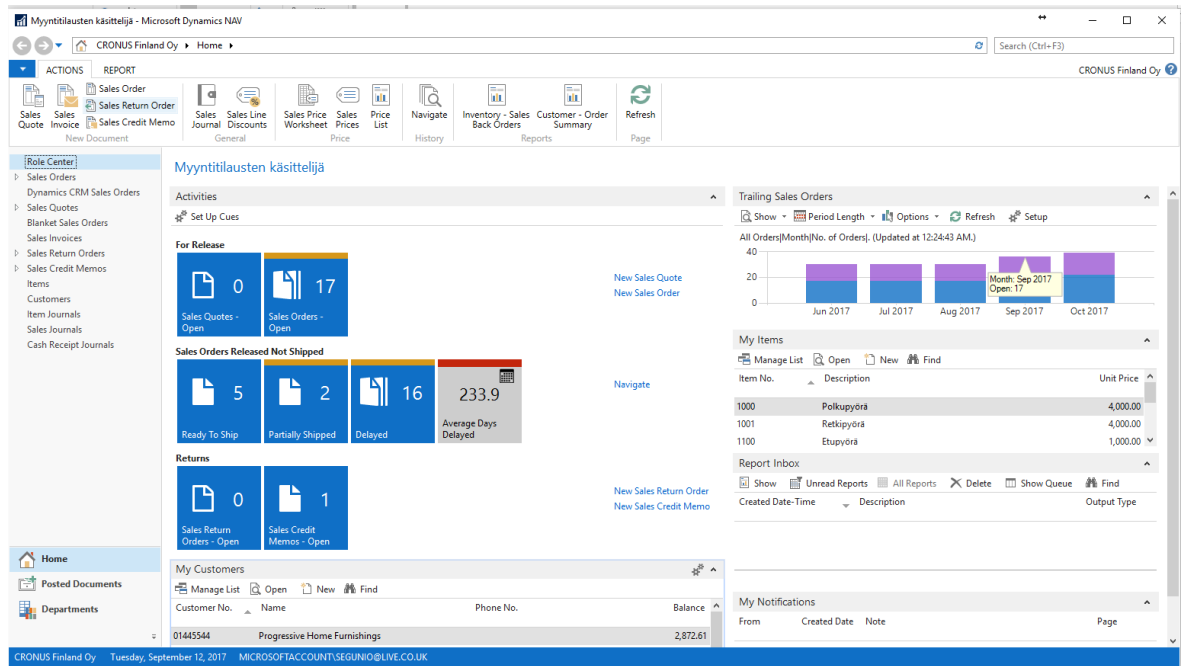 Myyntitilausten käsittelijä - Microsoft Dynamics NAV
CRONUS Finland Oy Home
Search (Ctrl+F3)
ACTIONS REPORT
CRONUS Finland Oy
Sales Quote
Sales Invoice
Sales Order
Sales Return Order
Sales Credit Memo
New Document
Sales Journal
Sales Line Discounts
General
Sales Price Worksheet
Sales Prices
Price List
Price
Navigate
History
Inventory - Sales Back Orders
Customer - Order Summary
Reports
Refresh
Page
Role Center
Sales Orders
Dynamics CRM Sales Orders
Sales Quotes
Blanket Sales Orders
Sales Invoices
Sales Return Orders
Sales Credit Memos
Items
Customers
Item Journals
Sales Journals
Cash Receipt Journals
Home
Posted Documents
Departments
Myyntitilausten käsittelijä
Activities
Set Up Cues
For Release
0
Sales Quotes - Open
17
Sales Orders - Open
New Sales Quote
New Sales Order
Sales Orders Released Not Shipped
5
Ready To Ship
2
Partially Shipped
16
Delayed
233.9
Average Days Delayed
Navigate
Returns
0
Sales Return Orders - Open
1
Sales Credit Memos - Open
New Sales Return Order
New Sales Credit Memo
My Customers
Manage List Open New Find
Customer No. Name Phone No. Balance
01445544 Progressive Home Furnishings 2,872.61
Trailing Sales Orders
Show Period Length Options Refresh Setup
All Orders|Month|No. of Orders|. (Updated at 12:24:43 AM.)
40
20
0
Month: Sep 2017
Open: 17
Jun 2017 Jul 2017 Aug 2017 Sep 2017 Oct 2017
My Items
Manage List Open New Find
Item No. Description Unit Price
1000 Polkupyörä 4,000.00
1001 Retkipyörä 4,000.00
1100 Etupyörä 1,000.00
Report Inbox
Show Unread Reports All Reports Delete Show Queue Find
Created Date-Time Description Output Type
My Notifications
From Created Date Note Page
CRONUS Finland Oy Tuesday, September 12, 2017 MICROSOFTACCOUNT\SEGUNIO@LIVE.CO.UK